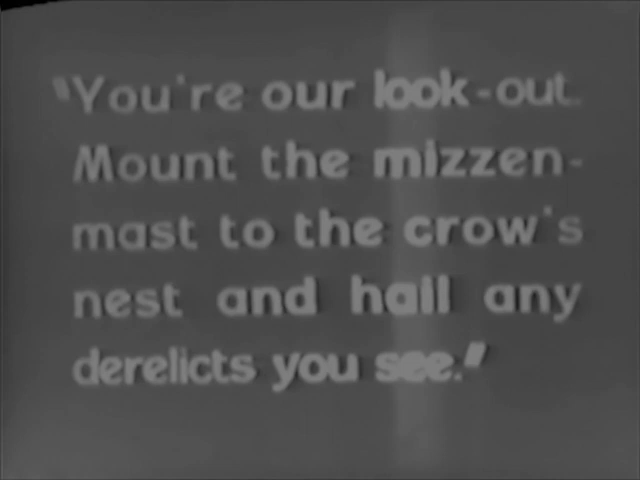 "You're our look-out.
Mount the mizzen-
mast to the crow's
nest and hail any
derelicts you see."